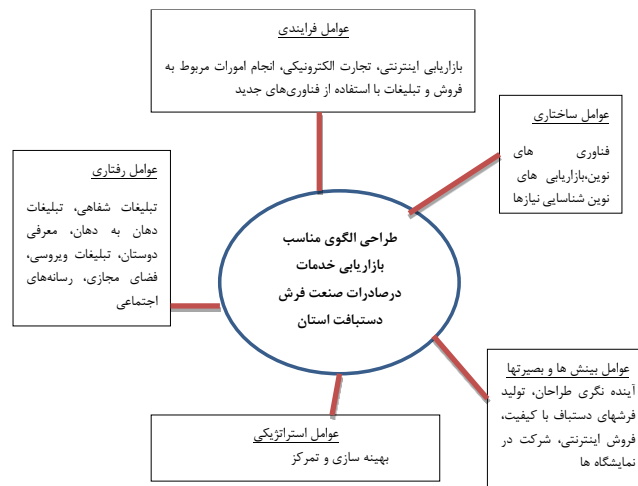 عوامل فرایندی
بازاریابی اینترنتی، تجارت الکترونیکی، انجام امورات مربوط به
فروش و تبلیغات با استفاده از فناوری‌های جدید
عوامل ساختاری
فناوری های
نوین،بازاریابی های
نوین شناسایی نیازها
عوامل رفتاری
تبلیغات شفاهی، تبلیغات
دهان به دهان، معرفی
دوستان، تبلیغات ویروسی،
فضای مجازی، رسانه‌های
اجتماعی
طراحی الگوی مناسب
بازاریابی خدمات
درصادرات صنعت فرش
دستبافت استان
عوامل بینش ها و بصیرتها
آینده نگری طراحان، تولید
فرشهای دستباف با کیفیت،
فروش اینترنتی، شرکت در
نمایشگاه ها
عوامل استراتژیکی
بهینه سازی و تمرکز